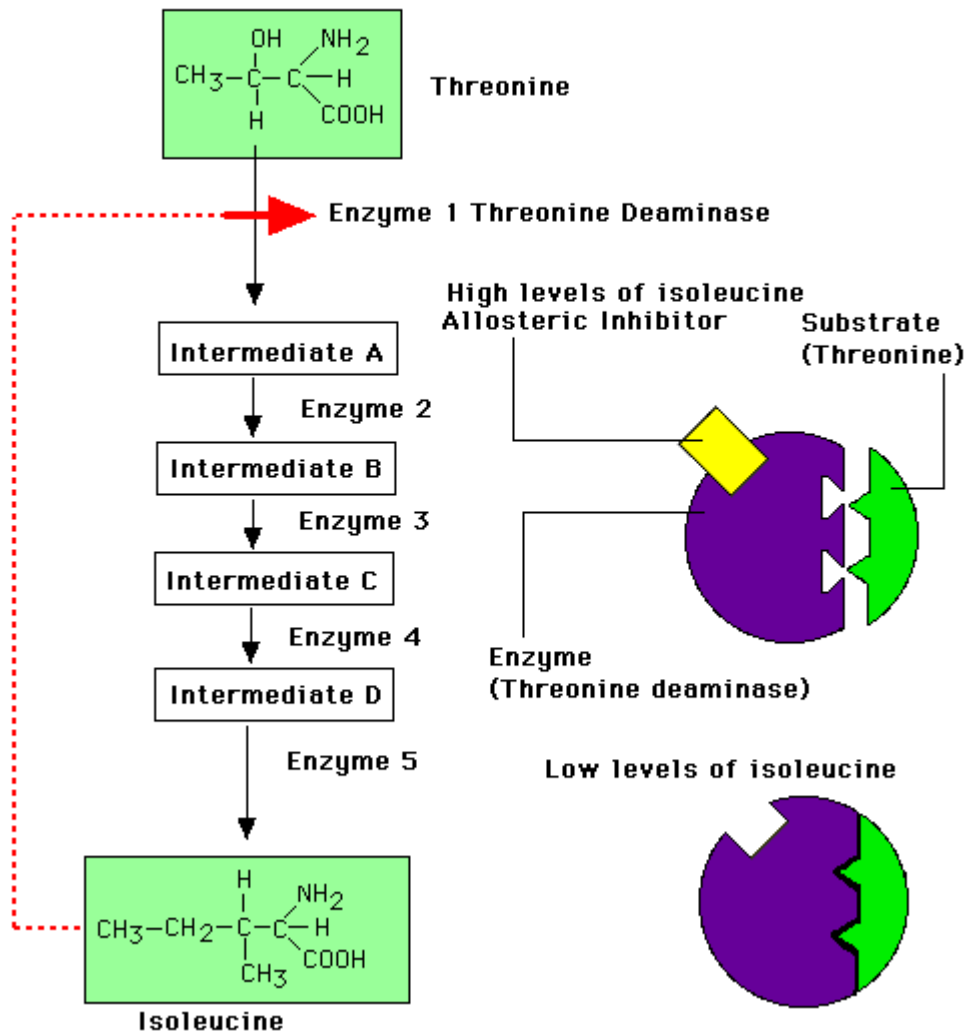 OH NH2
CH3-C-C-H
H COOH
Threonine
Enzyme 1 Threonine Deaminase
High levels of isoleucine
Allosteric Inhibitor
Substrate
(Threonine)
Intermediate A
Enzyme 2
Intermediate B
Enzyme 3
Intermediate C
Enzyme 4
Intermediate D
Enzyme 5
Enzyme
(Threonine deaminase)
Low levels of isoleucine
H NH2
CH3-CH2-C-C-H
CH3 COOH
Isoleucine